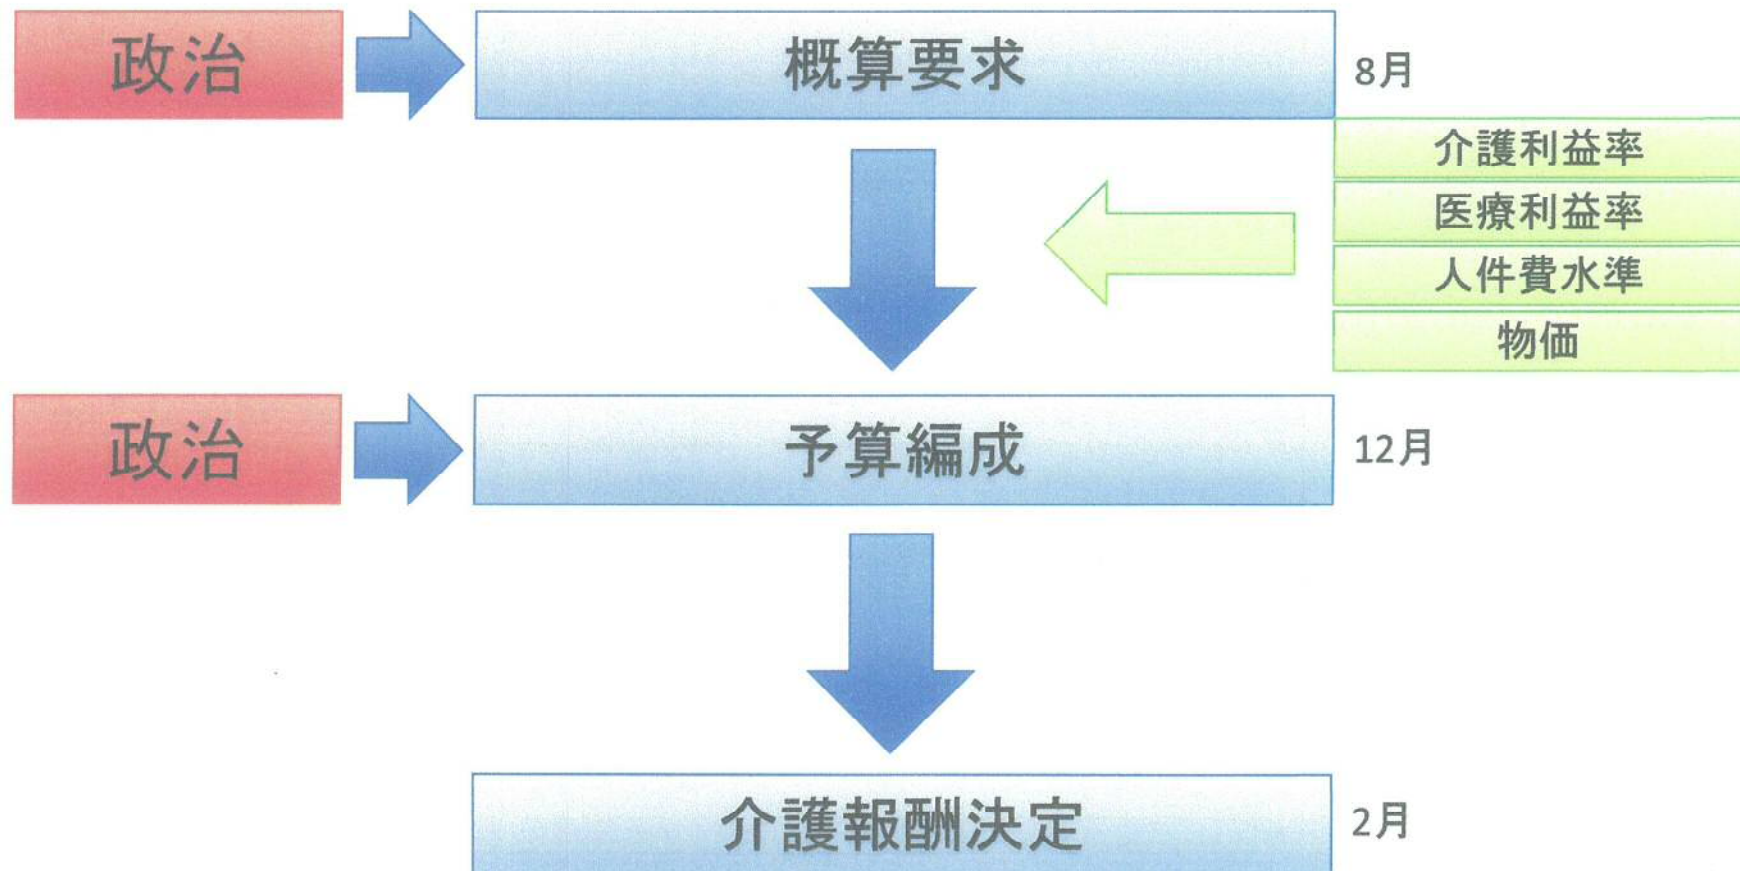 政治
概算要求
8月
介護利益率
医療利益率
人件費水準
物価
政治
予算編成
12月
介護報酬決定
2月